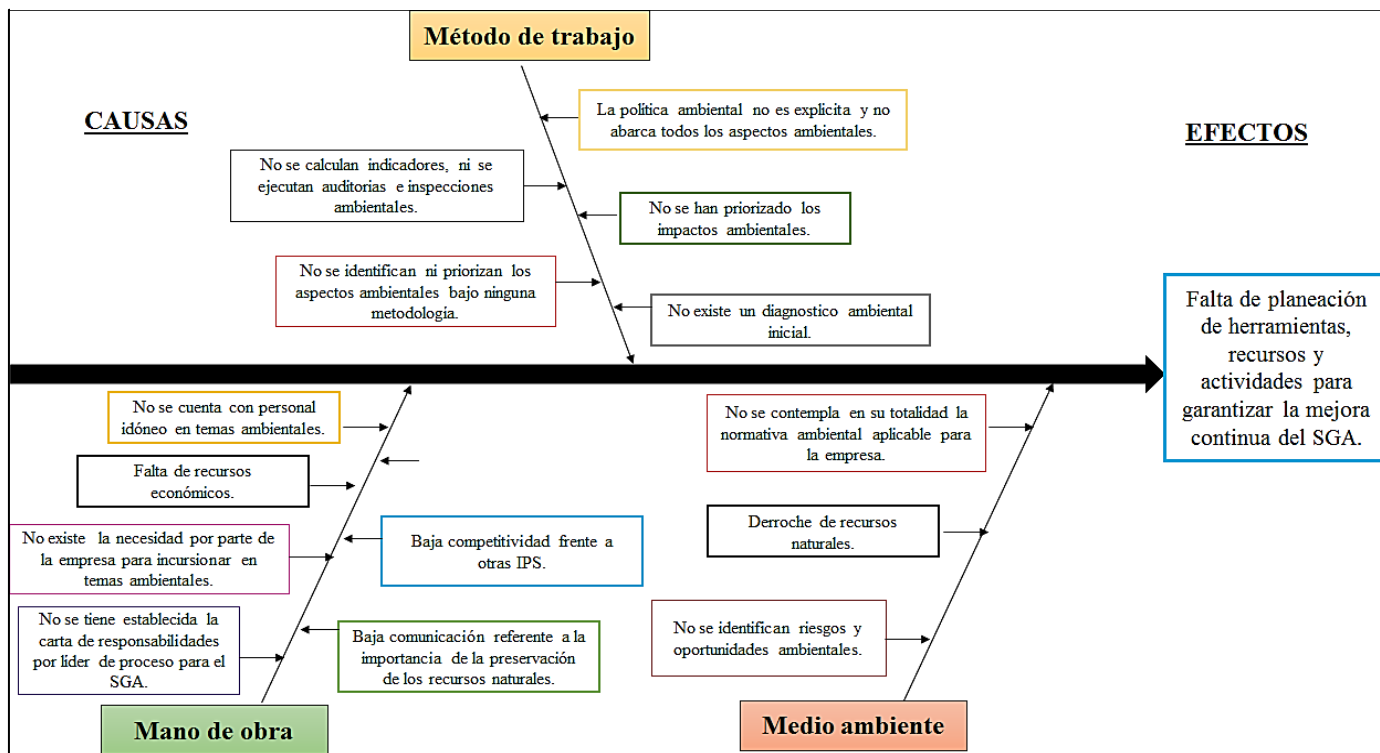 Método de trabajo
CAUSAS
EFECTOS
La política ambiental no es explicita y no
abarca todos los aspectos ambientales.
No se calculan indicadores, ni se
ejecutan auditorias e inspecciones
ambientales.
No se han priorizado los
impactos ambientales.
No se identifican ni priorizan los
aspectos ambientales bajo ninguna
metodología.
No existe un diagnostico ambiental
inicial.
Falta de planeación
de herramientas,
recursos y
actividades para
garantizar la mejora
continua del SGA.
No se cuenta con personal
idóneo en temas ambientales.
Falta de recursos
económicos.
No existe la necesidad por parte de
la empresa para incursionar en
temas ambientales.
Baja competitividad frente a
otras IPS.
No se tiene establecida la
carta de responsabilidades
por líder de proceso para el
SGA.
Baja comunicación referente a la
importancia de la preservación
de los recursos naturales.
No se contempla en su totalidad la
normativa ambiental aplicable para
la empresa.
Derroche de recursos
naturales.
No se identifican riesgos y
oportunidades ambientales.
Mano de obra
Medio ambiente